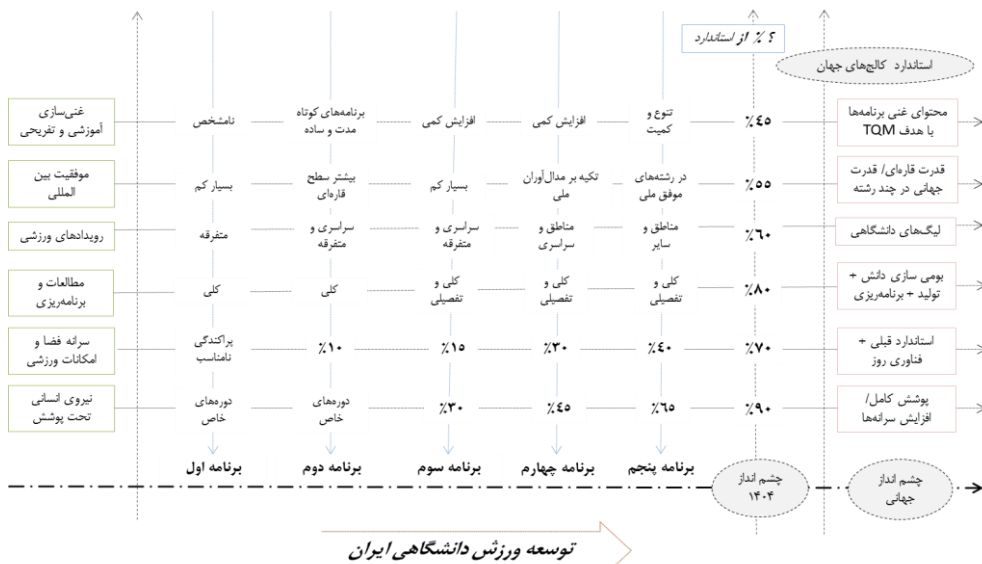 ؟ ٪ از استاندارد
استاندارد کالج‌های جهان
غنی‌سازی
آموزشی و تفریحی
نامشخص
برنامه‌های کوتاه
مدت و ساده
افزایش کمی
افزایش کمی
تنوع و
کمیت
٪۴۵
محتوای غنی برنامه‌ها
با هدف TQM
موفقیت بین
المللی
بسیار کم
بیشتر سطح
قاره‌ای
بسیار کم
تکیه بر مدال‌آوران
ملی
در رشته‌های
موفق ملی
٪۵۵
قدرت قاره‌ای/ قدرت
جهانی در چند رشته
رویدادهای ورزشی
متفرقه
سراسری و
متفرقه
سراسری و
متفرقه
مناطق و
سراسری
مناطق و
سایر
٪۶۰
لیگ‌های دانشگاهی
مطالعات و
برنامه‌ریزی
کلی
کلی
کلی و
تفصیلی
کلی و
تفصیلی
کلی و
تفصیلی
٪۸۰
بومی سازی دانش +
تولید + برنامه‌ریزی
سرانه فضا و
امکانات ورزشی
پراکندگی
نامناسب
٪۱۰
٪۱۵
٪۳۰
٪۴۰
٪۷۰
استاندارد قبلی +
فناوری روز
نیروی انسانی
تحت پوشش
دوره‌های
خاص
دوره‌های
خاص
٪۳۰
٪۴۵
٪۶۵
٪۹۰
پوشش کامل/
افزایش سرانه‌ها
برنامه اول
برنامه دوم
برنامه سوم
برنامه چهارم
برنامه پنجم
چشم انداز
۱۴۰۴
چشم انداز
جهانی
توسعه ورزش دانشگاهی ایران